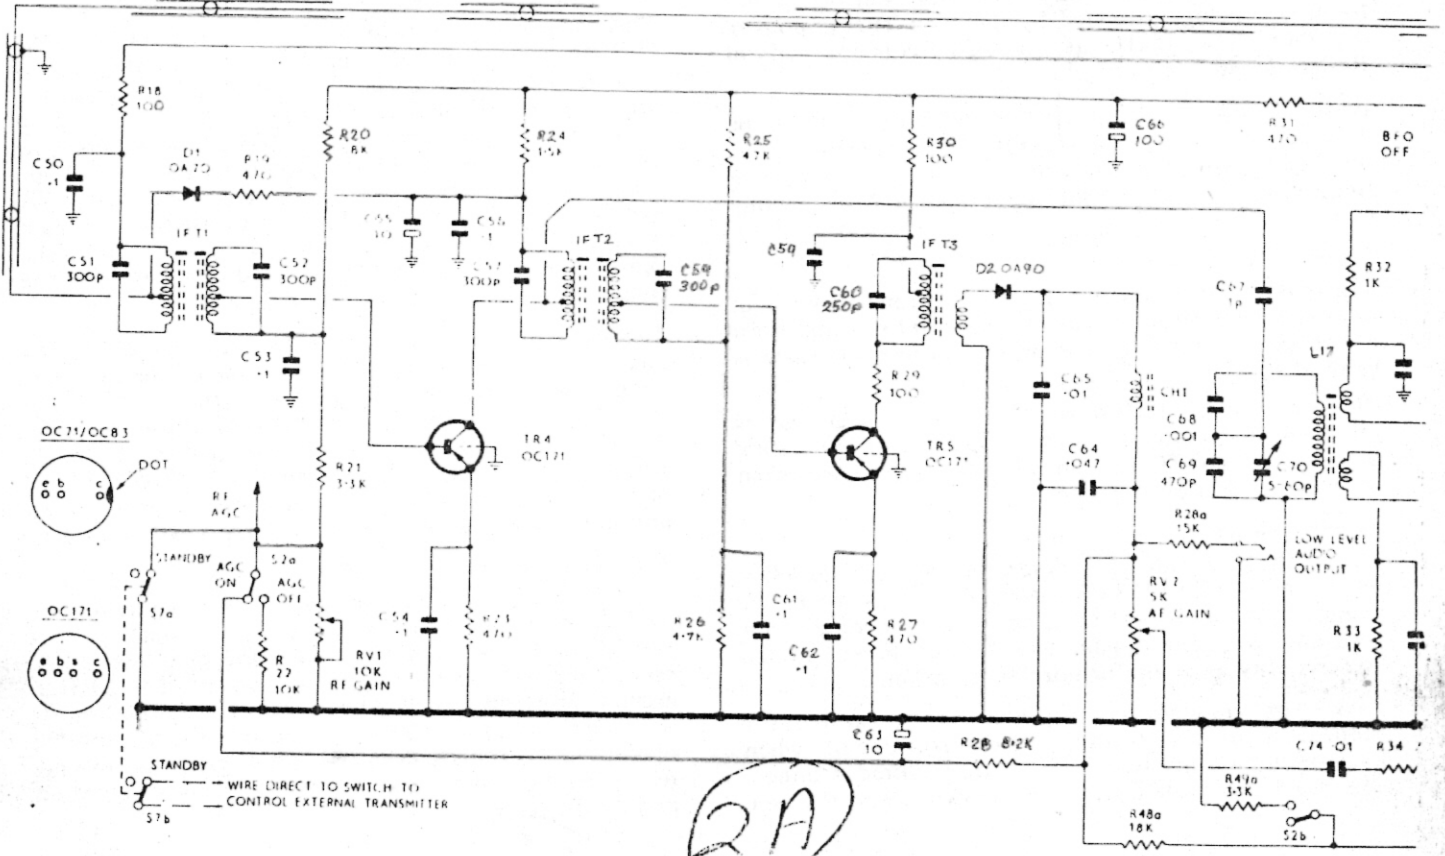 R18
100
C50
·1
D1
OA70
R19
470
R20
8K
R24
1·5K
R25
47K
R30
100
C66
100
R31
470
BFO
OFF
IFT1
C51
300p
C52
300p
C53
·1
10
C56
·1
IFT2
C57
300p
C59
300p
C59
IFT3
C60
250p
D2 OA90
C67
1p
R32
1K
L17
R29
100
C65
·01
CH1
C68
·001
C69
470p
C70
5-60p
C64
·047
TR4
OC171
TR5
OC171
OC71/OC83
DOT
e b c
R21
3·3K
RF
AGC
STANDBY
S7a
AGC
ON
S2a
AGC
OFF
R28a
15K
LOW LEVEL
AUDIO
OUTPUT
RV2
5K
AF GAIN
OC171
e b s c
R
22
10K
RV1
10K
RF GAIN
C54
·1
R23
470
R26
4·7K
C61
·1
C62
·1
R27
470
R33
1K
C63
10
R28 8·2K
C74 ·01
R34
STANDBY
WIRE DIRECT TO SWITCH TO
CONTROL EXTERNAL TRANSMITTER
S7b
2A
R49a
3·3K
S2b
R48a
18K